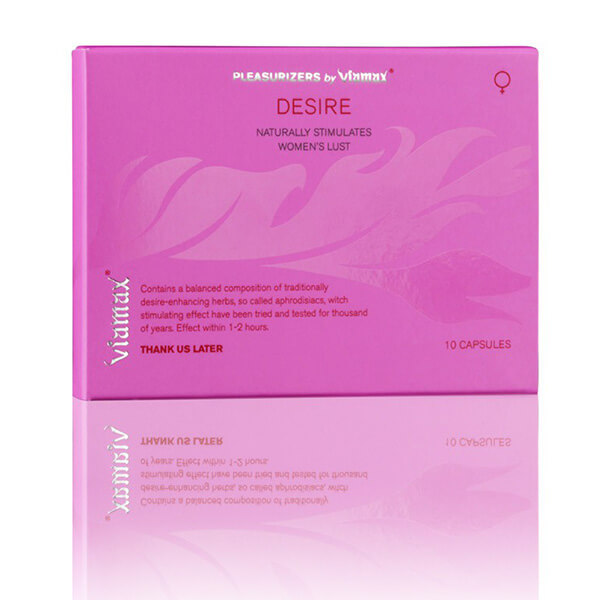 PLEASURIZERS by Viamax®
DESIRE
NATURALLY STIMULATES
WOMEN'S LUST
Viamax®
Contains a balanced composition of traditionally
desire-enhancing herbs, so called aphrodisiacs, witch
stimulating effect have been tried and tested for thousand
of years. Effect within 1-2 hours.
THANK US LATER
10 CAPSULES